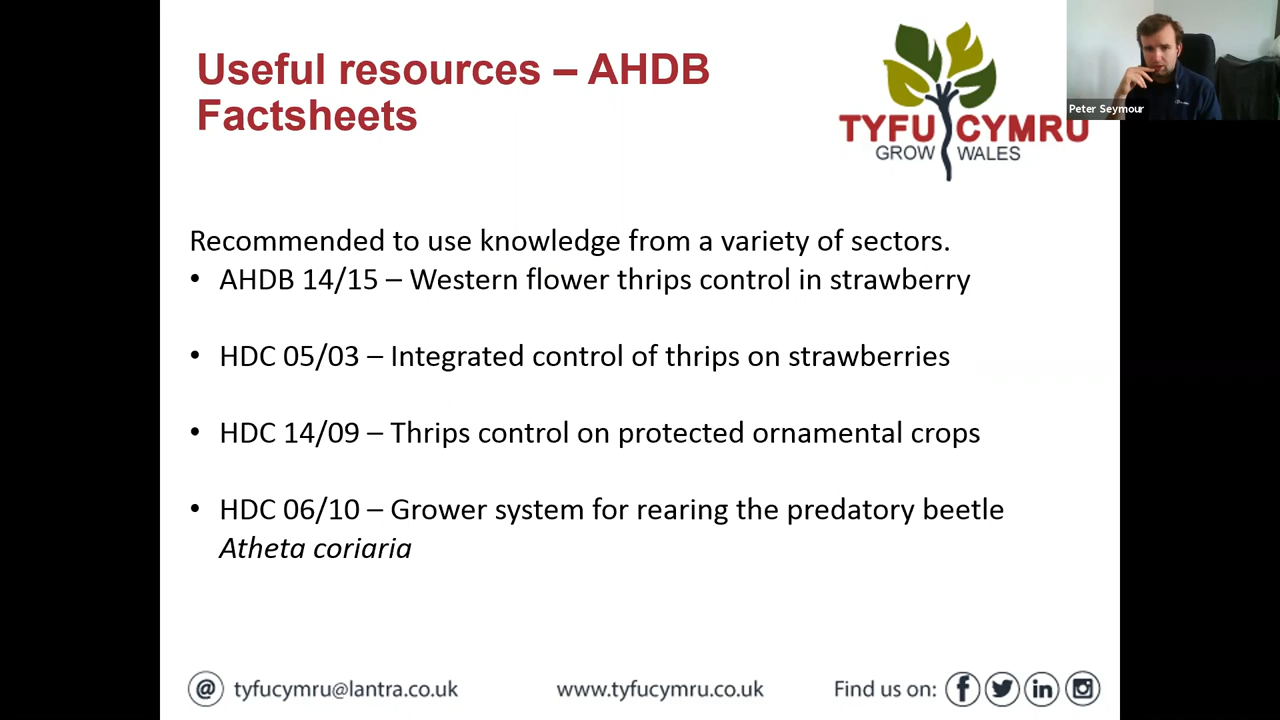 Useful resources – AHDB
Factsheets
TYFU CYMRU
GROW WALES
Peter Seymour
Recommended to use knowledge from a variety of sectors.
• AHDB 14/15 – Western flower thrips control in strawberry
• HDC 05/03 – Integrated control of thrips on strawberries
• HDC 14/09 – Thrips control on protected ornamental crops
• HDC 06/10 – Grower system for rearing the predatory beetle
Atheta coriaria
@ tyfucymru@lantra.co.uk www.tyfucymru.co.uk Find us on: